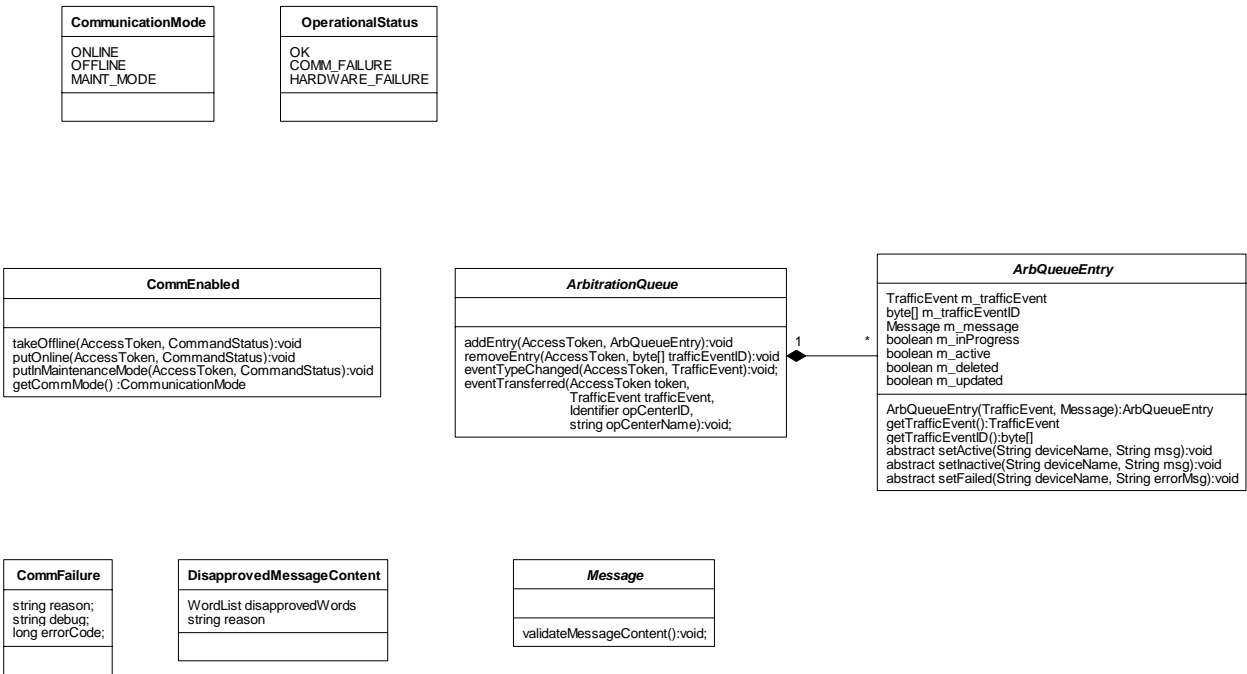 CommunicationMode
ONLINE
OFFLINE
MAINT_MODE
OperationalStatus
OK
COMM_FAILURE
HARDWARE_FAILURE
CommEnabled
takeOffline(AccessToken, CommandStatus):void
putOnline(AccessToken, CommandStatus):void
putInMaintenanceMode(AccessToken, CommandStatus):void
getCommMode() :CommunicationMode
ArbitrationQueue
addEntry(AccessToken, ArbQueueEntry):void
removeEntry(AccessToken, byte[] trafficEventID):void
eventTypeChanged(AccessToken, TrafficEvent):void;
eventTransferred(AccessToken token,
TrafficEvent trafficEvent,
Identifier opCenterID,
string opCenterName):void;
1
*
ArbQueueEntry
TrafficEvent m_trafficEvent
byte[] m_trafficEventID
Message m_message
boolean m_inProgress
boolean m_active
boolean m_deleted
boolean m_updated
ArbQueueEntry(TrafficEvent, Message):ArbQueueEntry
getTrafficEvent():TrafficEvent
getTrafficEventID():byte[]
abstract setActive(String deviceName, String msg):void
abstract setInactive(String deviceName, String msg):void
abstract setFailed(String deviceName, String errorMsg):void
CommFailure
string reason;
string debug;
long errorCode;
DisapprovedMessageContent
WordList disapprovedWords
string reason
Message
validateMessageContent():void;